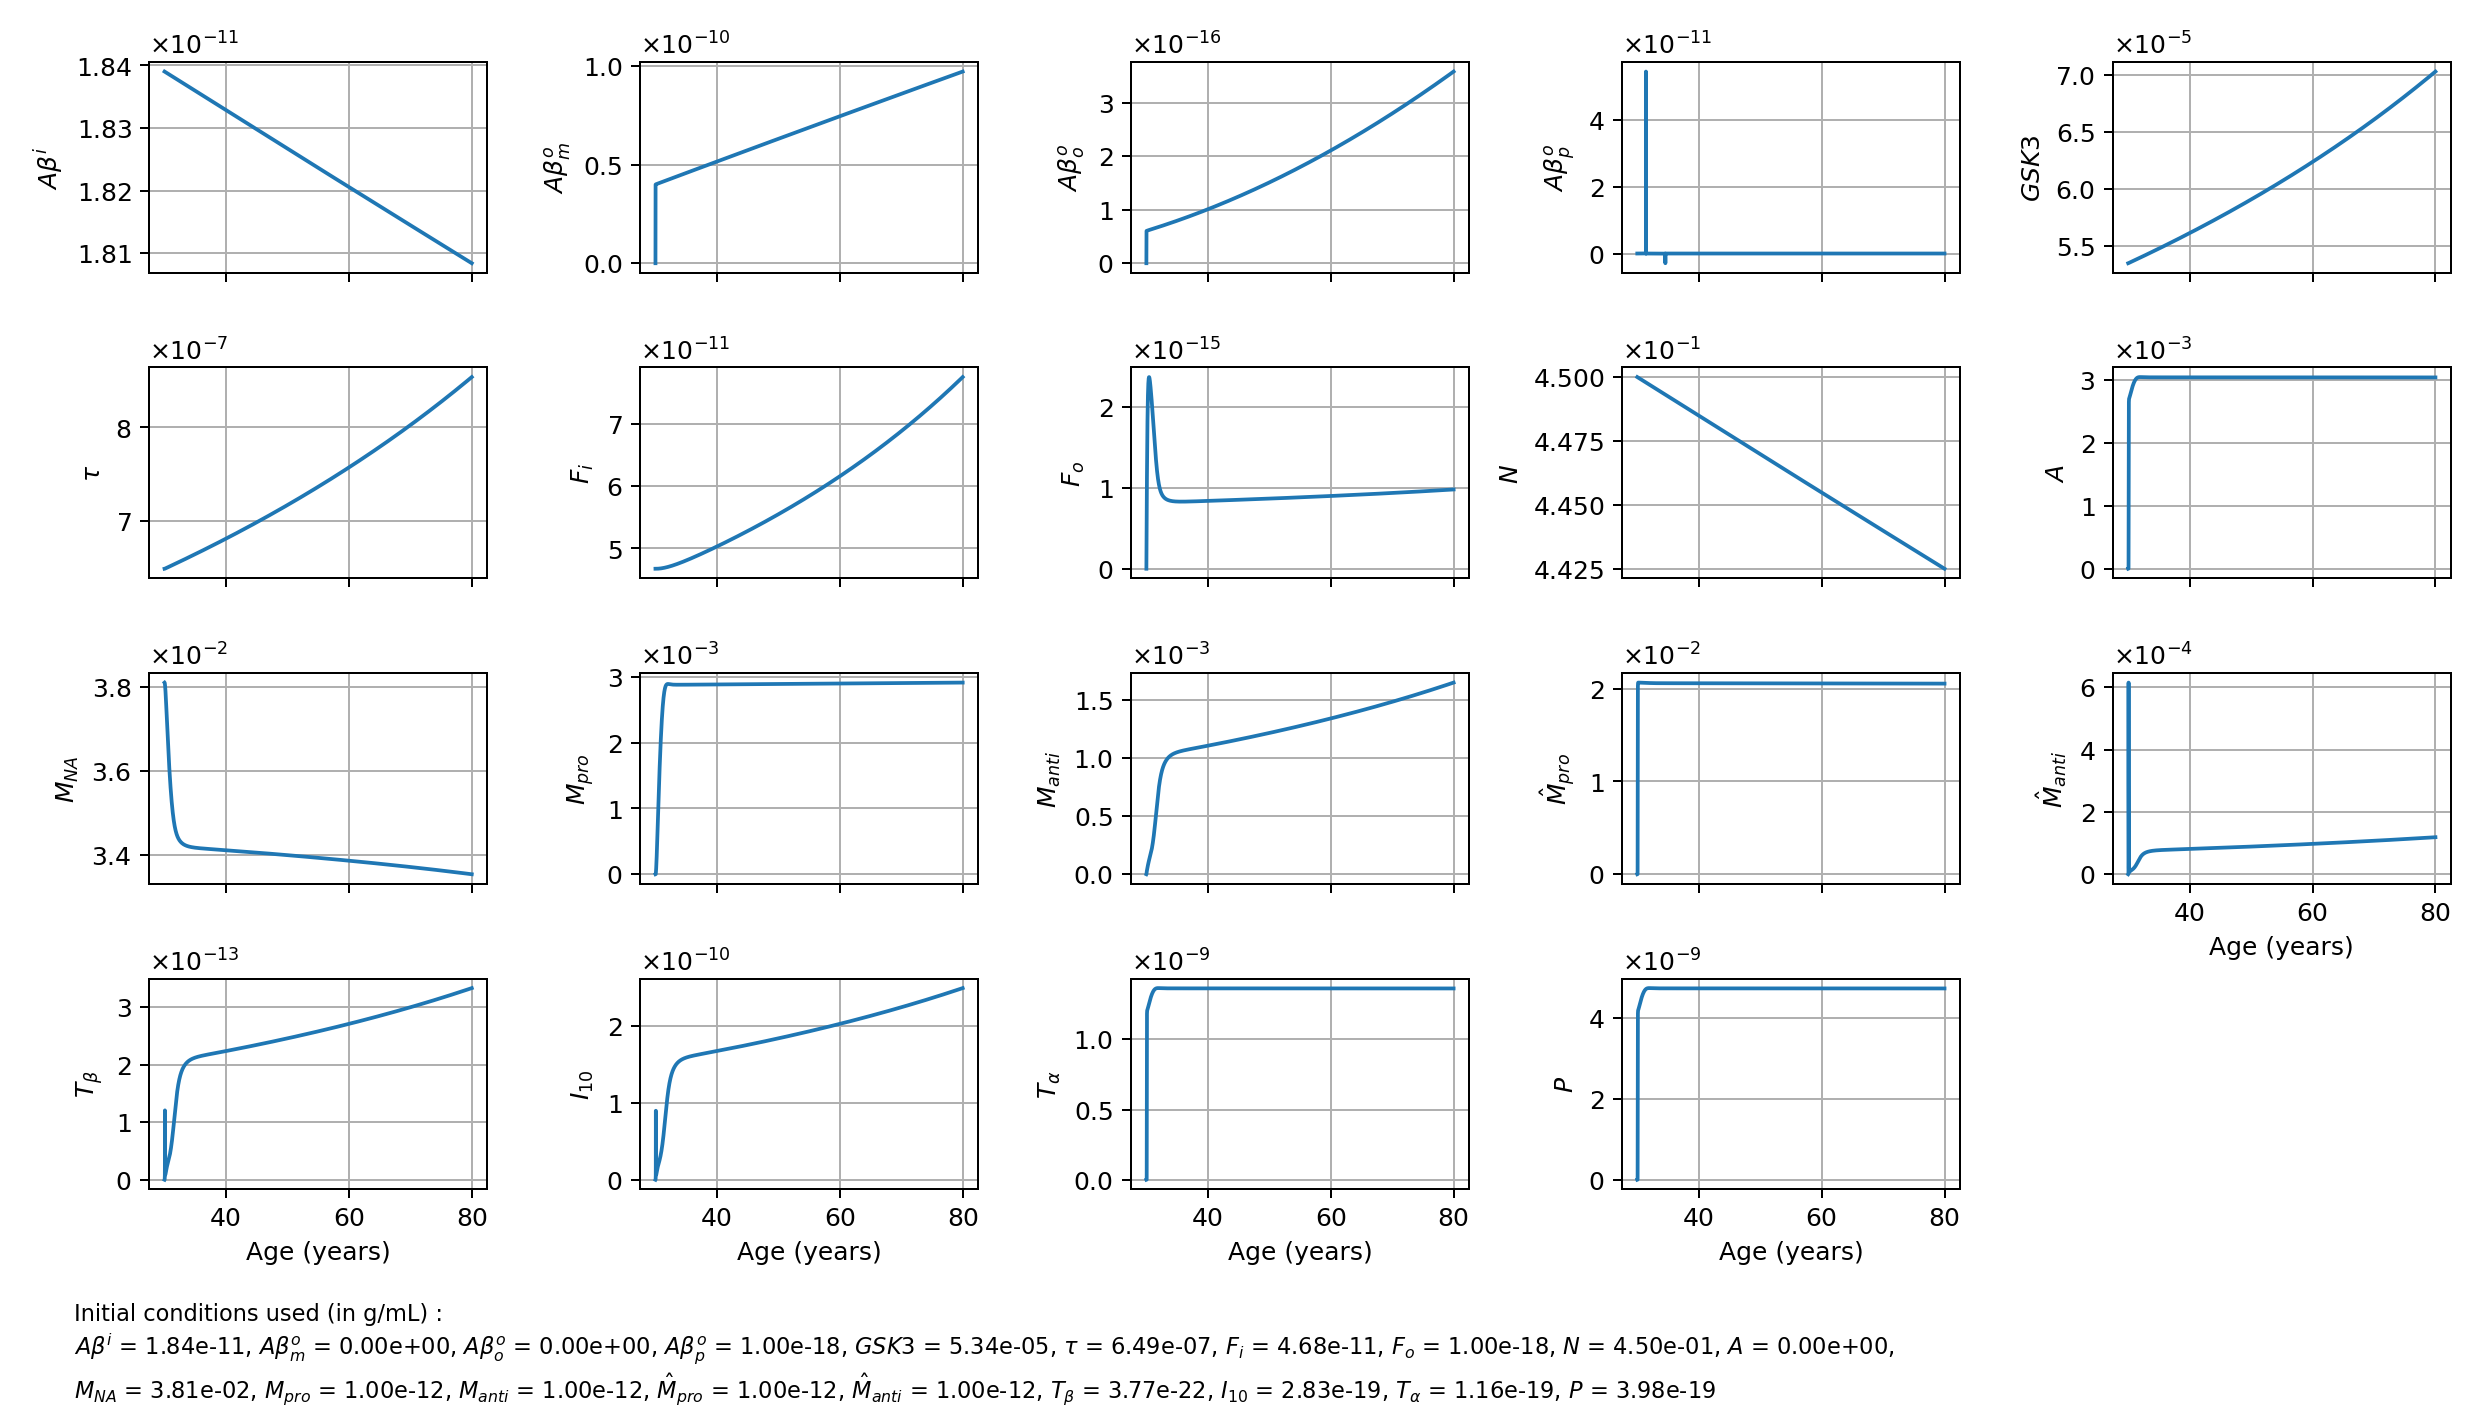 ×10⁻¹¹ ×10⁻¹⁰ ×10⁻¹⁶ ×10⁻¹¹ ×10⁻⁵
1.84 1.0 7.0
1.83 3 4 6.5
Aβⁱ Aβₘᵒ 0.5 Aβₒᵒ 2 Aβₚᵒ 2 GSK3 6.0
1.82 1
1.81 0.0 0 0 5.5
×10⁻⁷ ×10⁻¹¹ ×10⁻¹⁵ ×10⁻¹ ×10⁻³
8 7 2 4.500 3
τ Fᵢ 6 Fₒ 1 N 4.475 A 2
7 5 4.450 1
0 4.425 0
×10⁻² ×10⁻³ ×10⁻³ ×10⁻² ×10⁻⁴
3.8 3 1.5 2 6
M_NA 3.6 M_pro 2 M_anti 1.0 M̂_pro 1 M̂_anti 4
3.4 1 0.5 2
0 0.0 0 0
40 60 80
Age (years)
×10⁻¹³ ×10⁻¹⁰ ×10⁻⁹ ×10⁻⁹
3 2 1.0 4
T_β 2 I₁₀ 1 T_α 0.5 P 2
1
0 0 0.0 0
40 60 80 40 60 80 40 60 80 40 60 80
Age (years) Age (years) Age (years) Age (years)
Initial conditions used (in g/mL) :
Aβⁱ = 1.84e-11, Aβₘᵒ = 0.00e+00, Aβₒᵒ = 0.00e+00, Aβₚᵒ = 1.00e-18, GSK3 = 5.34e-05, τ = 6.49e-07, Fᵢ = 4.68e-11, Fₒ = 1.00e-18, N = 4.50e-01, A = 0.00e+00,
M_NA = 3.81e-02, M_pro = 1.00e-12, M_anti = 1.00e-12, M̂_pro = 1.00e-12, M̂_anti = 1.00e-12, T_β = 3.77e-22, I₁₀ = 2.83e-19, T_α = 1.16e-19, P = 3.98e-19